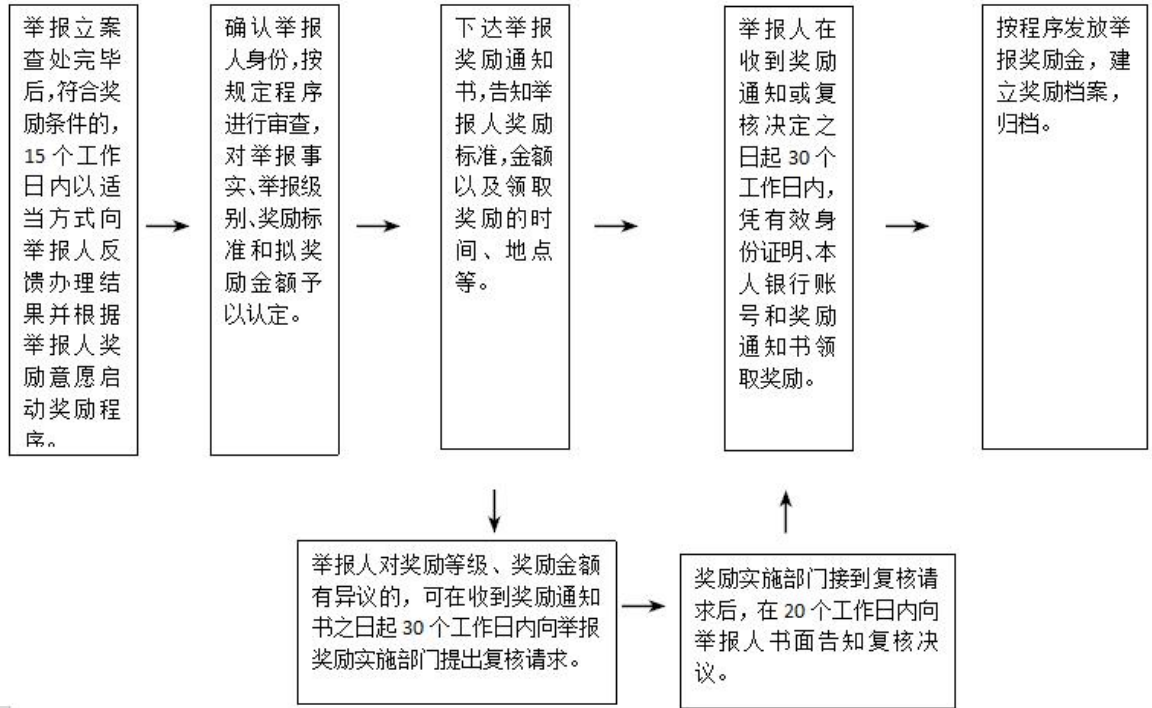 举报立案
查处完毕
后,符合奖
励条件的,
15个工作
日内以适
当方式向
举报人反
馈办理结
果并根据
举报人奖
励意愿启
动奖励程
序。
确认举报
人身份,按
规定程序
进行审查,
对举报事
实、举报级
别、奖励标
准和拟奖
励金额予
以认定。
下达举报
奖励通知
书,告知举
报人奖励
标准,金额
以及领取
奖励的时
间、地点
等。
举报人在
收到奖励
通知或复
核决定之
日起30个
工作日内,
凭有效身
份证明、本
人银行账
号和奖励
通知书领
取奖励。
按程序发放举
报奖励金，建
立奖励档案，
归档。
举报人对奖励等级、奖励金额
有异议的，可在收到奖励通知
书之日起30个工作日内向举报
奖励实施部门提出复核请求。
奖励实施部门接到复核请
求后，在20个工作日内向
举报人书面告知复核决
议。